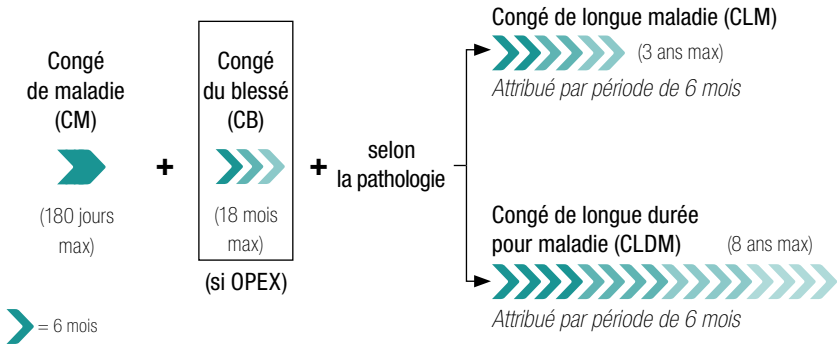 Congé
de maladie
(CM)
(180 jours
max)
+
Congé
du blessé
(CB)
(18 mois
max)
(si OPEX)
+
selon
la pathologie
Congé de longue maladie (CLM)
(3 ans max)
Attribué par période de 6 mois
Congé de longue durée
pour maladie (CLDM) (8 ans max)
Attribué par période de 6 mois
= 6 mois